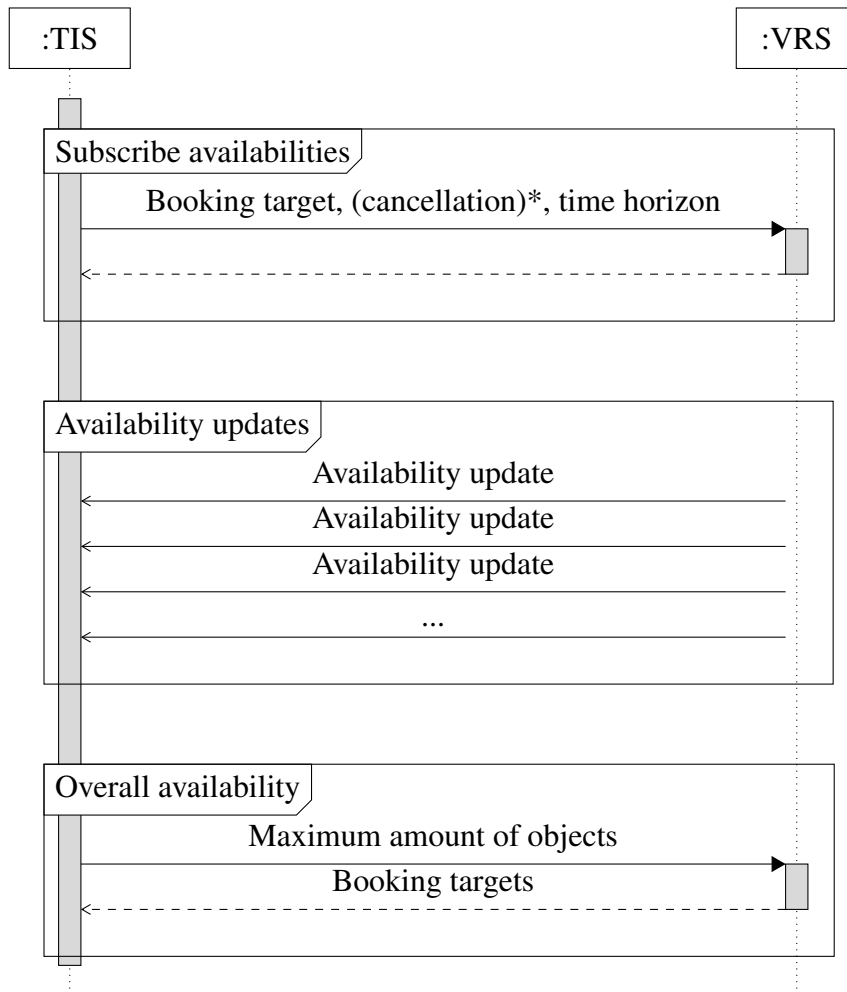 :TIS
:VRS
Subscribe availabilities
Booking target, (cancellation)*, time horizon
Availability updates
Availability update
Availability update
Availability update
...
Overall availability
Maximum amount of objects
Booking targets